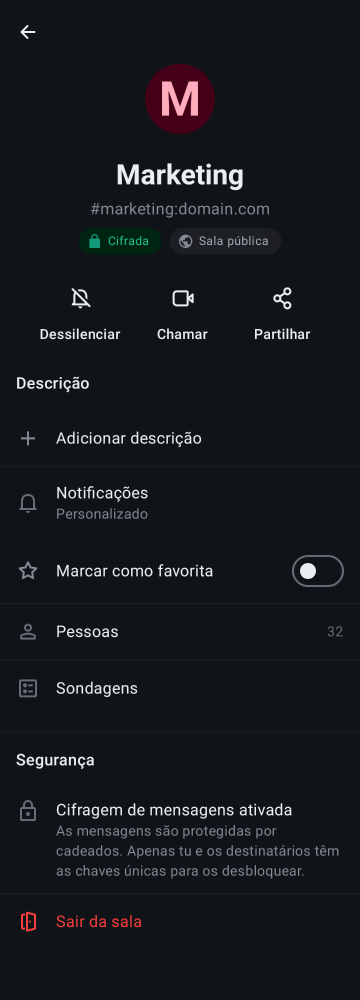 M
Marketing
#marketing:domain.com
Cifrada
Sala pública
Dessilenciar
Chamar
Partilhar
Descrição
Adicionar descrição
Notificações
Personalizado
Marcar como favorita
Pessoas
32
Sondagens
Segurança
Cifragem de mensagens ativada
As mensagens são protegidas por
cadeados. Apenas tu e os destinatários têm
as chaves únicas para os desbloquear.
Sair da sala